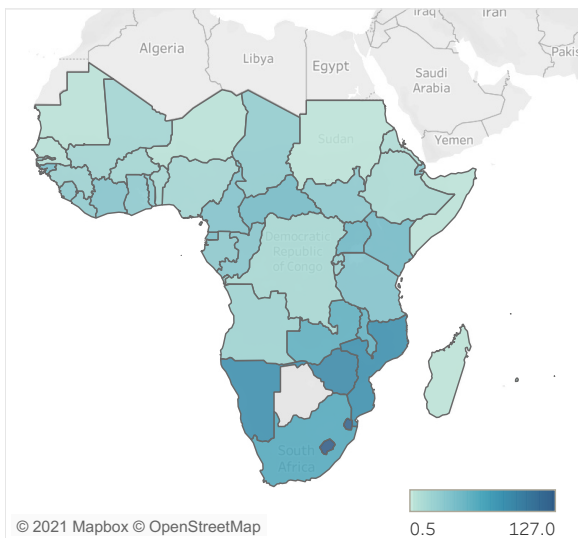 Iraq
Iran
Algeria
Libya
Egypt
Pakis
Saudi
Arabia
Sudan
Yemen
Democratic
Republic
of Congo
South
Africa
© 2021 Mapbox © OpenStreetMap
0.5
127.0